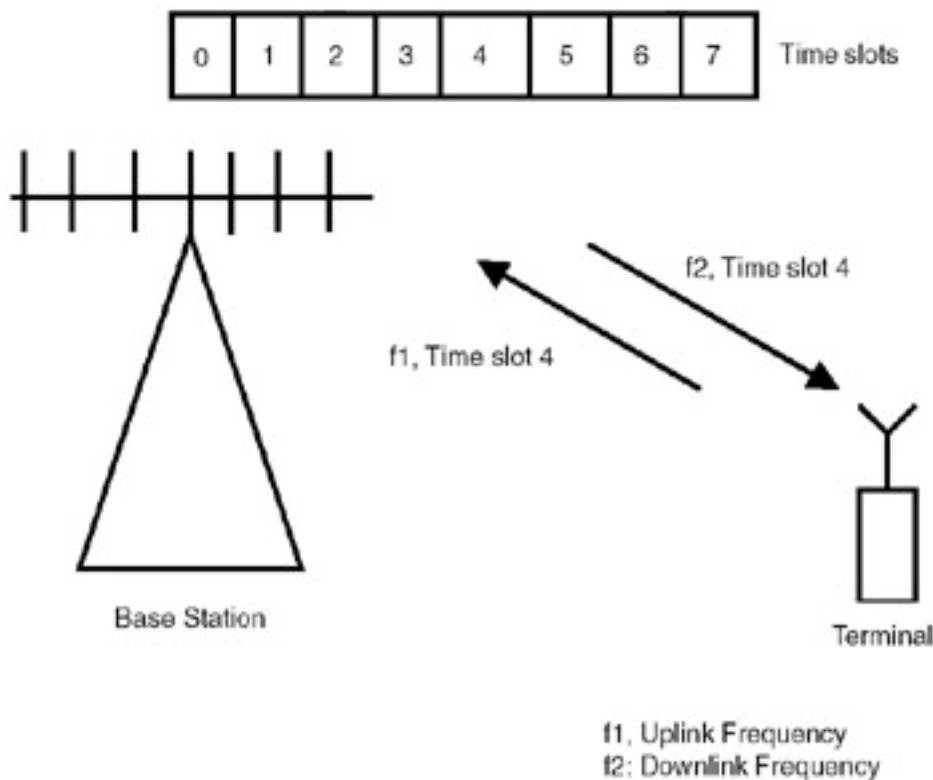 0 1 2 3 4 5 6 7 Time slots
f2, Time slot 4
f1, Time slot 4
Base Station
Terminal
f1, Uplink Frequency
f2: Downlink Frequency